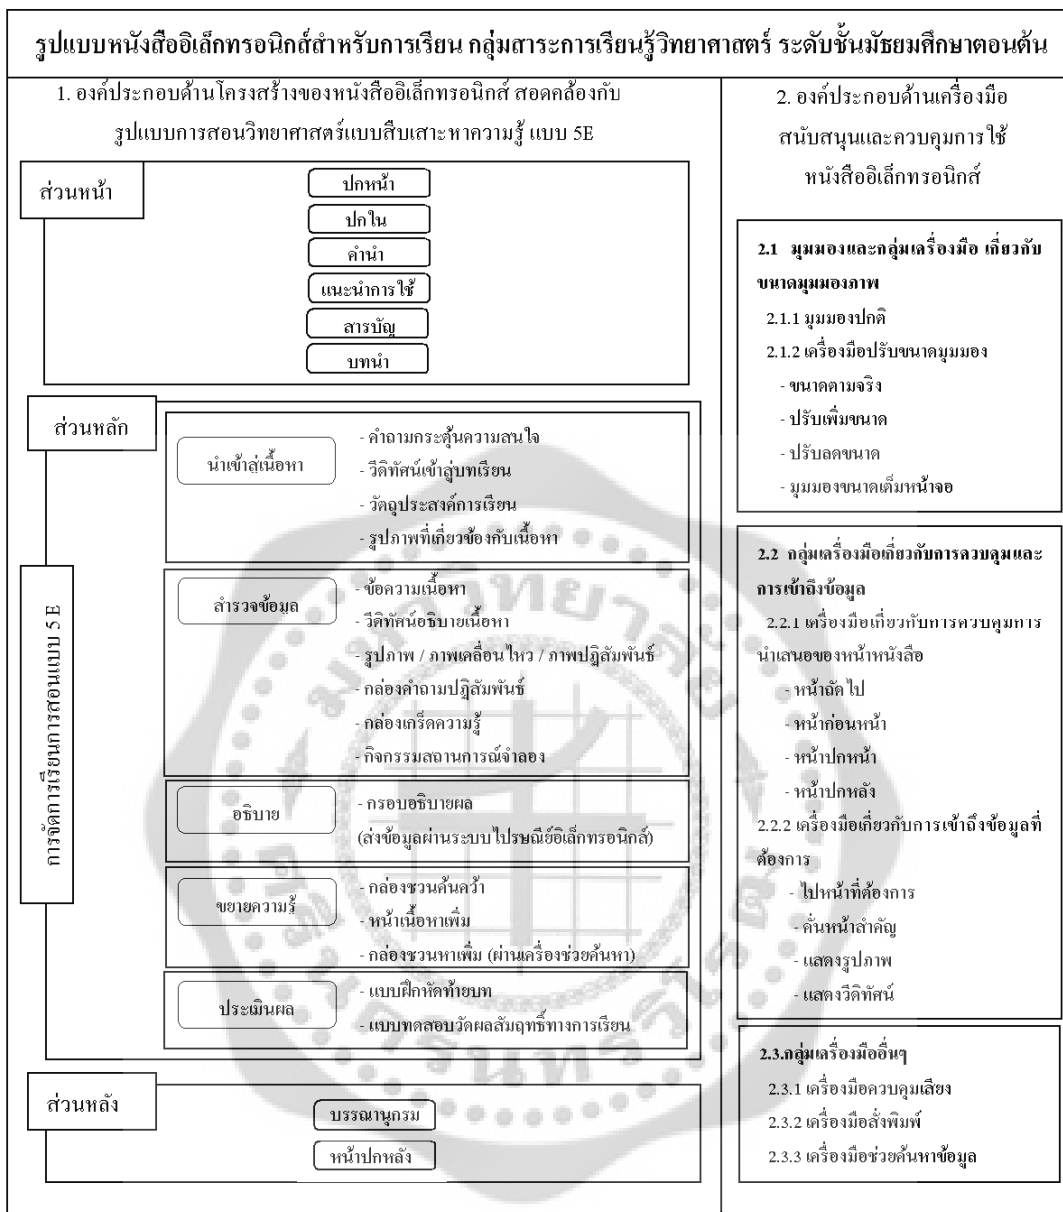 รูปแบบหนังสืออิเล็กทรอนิกส์สำหรับการเรียน กลุ่มสาระการเรียนรู้วิทยาศาสตร์ ระดับชั้นมัธยมศึกษาตอนต้น
1. องค์ประกอบด้านโครงสร้างของหนังสืออิเล็กทรอนิกส์ สอดคล้องกับ
รูปแบบการสอนวิทยาศาสตร์แบบสืบเสาะหาความรู้ แบบ 5E
ส่วนหน้า
ปกหน้า
ปกใน
คำนำ
แนะนำการใช้
สารบัญ
บทนำ
ส่วนหลัก
การจัดการเรียนการสอนแบบ 5 E
นำเข้าสู่เนื้อหา
- คำถามกระตุ้นความสนใจ
- วีดิทัศน์เข้าสู่บทเรียน
- วัตถุประสงค์การเรียน
- รูปภาพที่เกี่ยวข้องกับเนื้อหา
สำรวจข้อมูล
- ข้อความเนื้อหา
- วีดิทัศน์อธิบายเนื้อหา
- รูปภาพ / ภาพเคลื่อนไหว / ภาพปฏิสัมพันธ์
- กล่องคำถามปฏิสัมพันธ์
- กล่องเกร็ดความรู้
- กิจกรรมสถานการณ์จำลอง
อธิบาย
- กรอบอธิบายผล
(ส่งข้อมูลผ่านระบบไปรษณีย์อิเล็กทรอนิกส์)
ขยายความรู้
- กล่องชวนค้นคว้า
- หน้าเนื้อหาเพิ่ม
- กล่องชวนหาเพิ่ม (ผ่านเครื่องช่วยค้นหา)
ประเมินผล
- แบบฝึกหัดท้ายบท
- แบบทดสอบวัดผลสัมฤทธิ์ทางการเรียน
ส่วนหลัง
บรรณานุกรม
หน้าปกหลัง
2. องค์ประกอบด้านเครื่องมือ
สนับสนุนและควบคุมการใช้
หนังสืออิเล็กทรอนิกส์
2.1 มุมมองและกลุ่มเครื่องมือ เกี่ยวกับ
ขนาดมุมมองภาพ
2.1.1 มุมมองปกติ
2.1.2 เครื่องมือปรับขนาดมุมมอง
- ขนาดตามจริง
- ปรับเพิ่มขนาด
- ปรับลดขนาด
- มุมมองขนาดเต็มหน้าจอ
2.2 กลุ่มเครื่องมือเกี่ยวกับการควบคุมและ
การเข้าถึงข้อมูล
2.2.1 เครื่องมือเกี่ยวกับการควบคุมการ
นำเสนอของหน้าหนังสือ
- หน้าถัดไป
- หน้าก่อนหน้า
- หน้าปกหน้า
- หน้าปกหลัง
2.2.2 เครื่องมือเกี่ยวกับการเข้าถึงข้อมูลที่
ต้องการ
- ไปหน้าที่ต้องการ
- คั่นหน้าสำคัญ
- แสดงรูปภาพ
- แสดงวีดิทัศน์
2.3.กลุ่มเครื่องมืออื่นๆ
2.3.1 เครื่องมือควบคุมเสียง
2.3.2 เครื่องมือสั่งพิมพ์
2.3.3 เครื่องมือช่วยค้นหาข้อมูล
มหาวิทยาลัย
ศรีนครินทรวิโรฒ